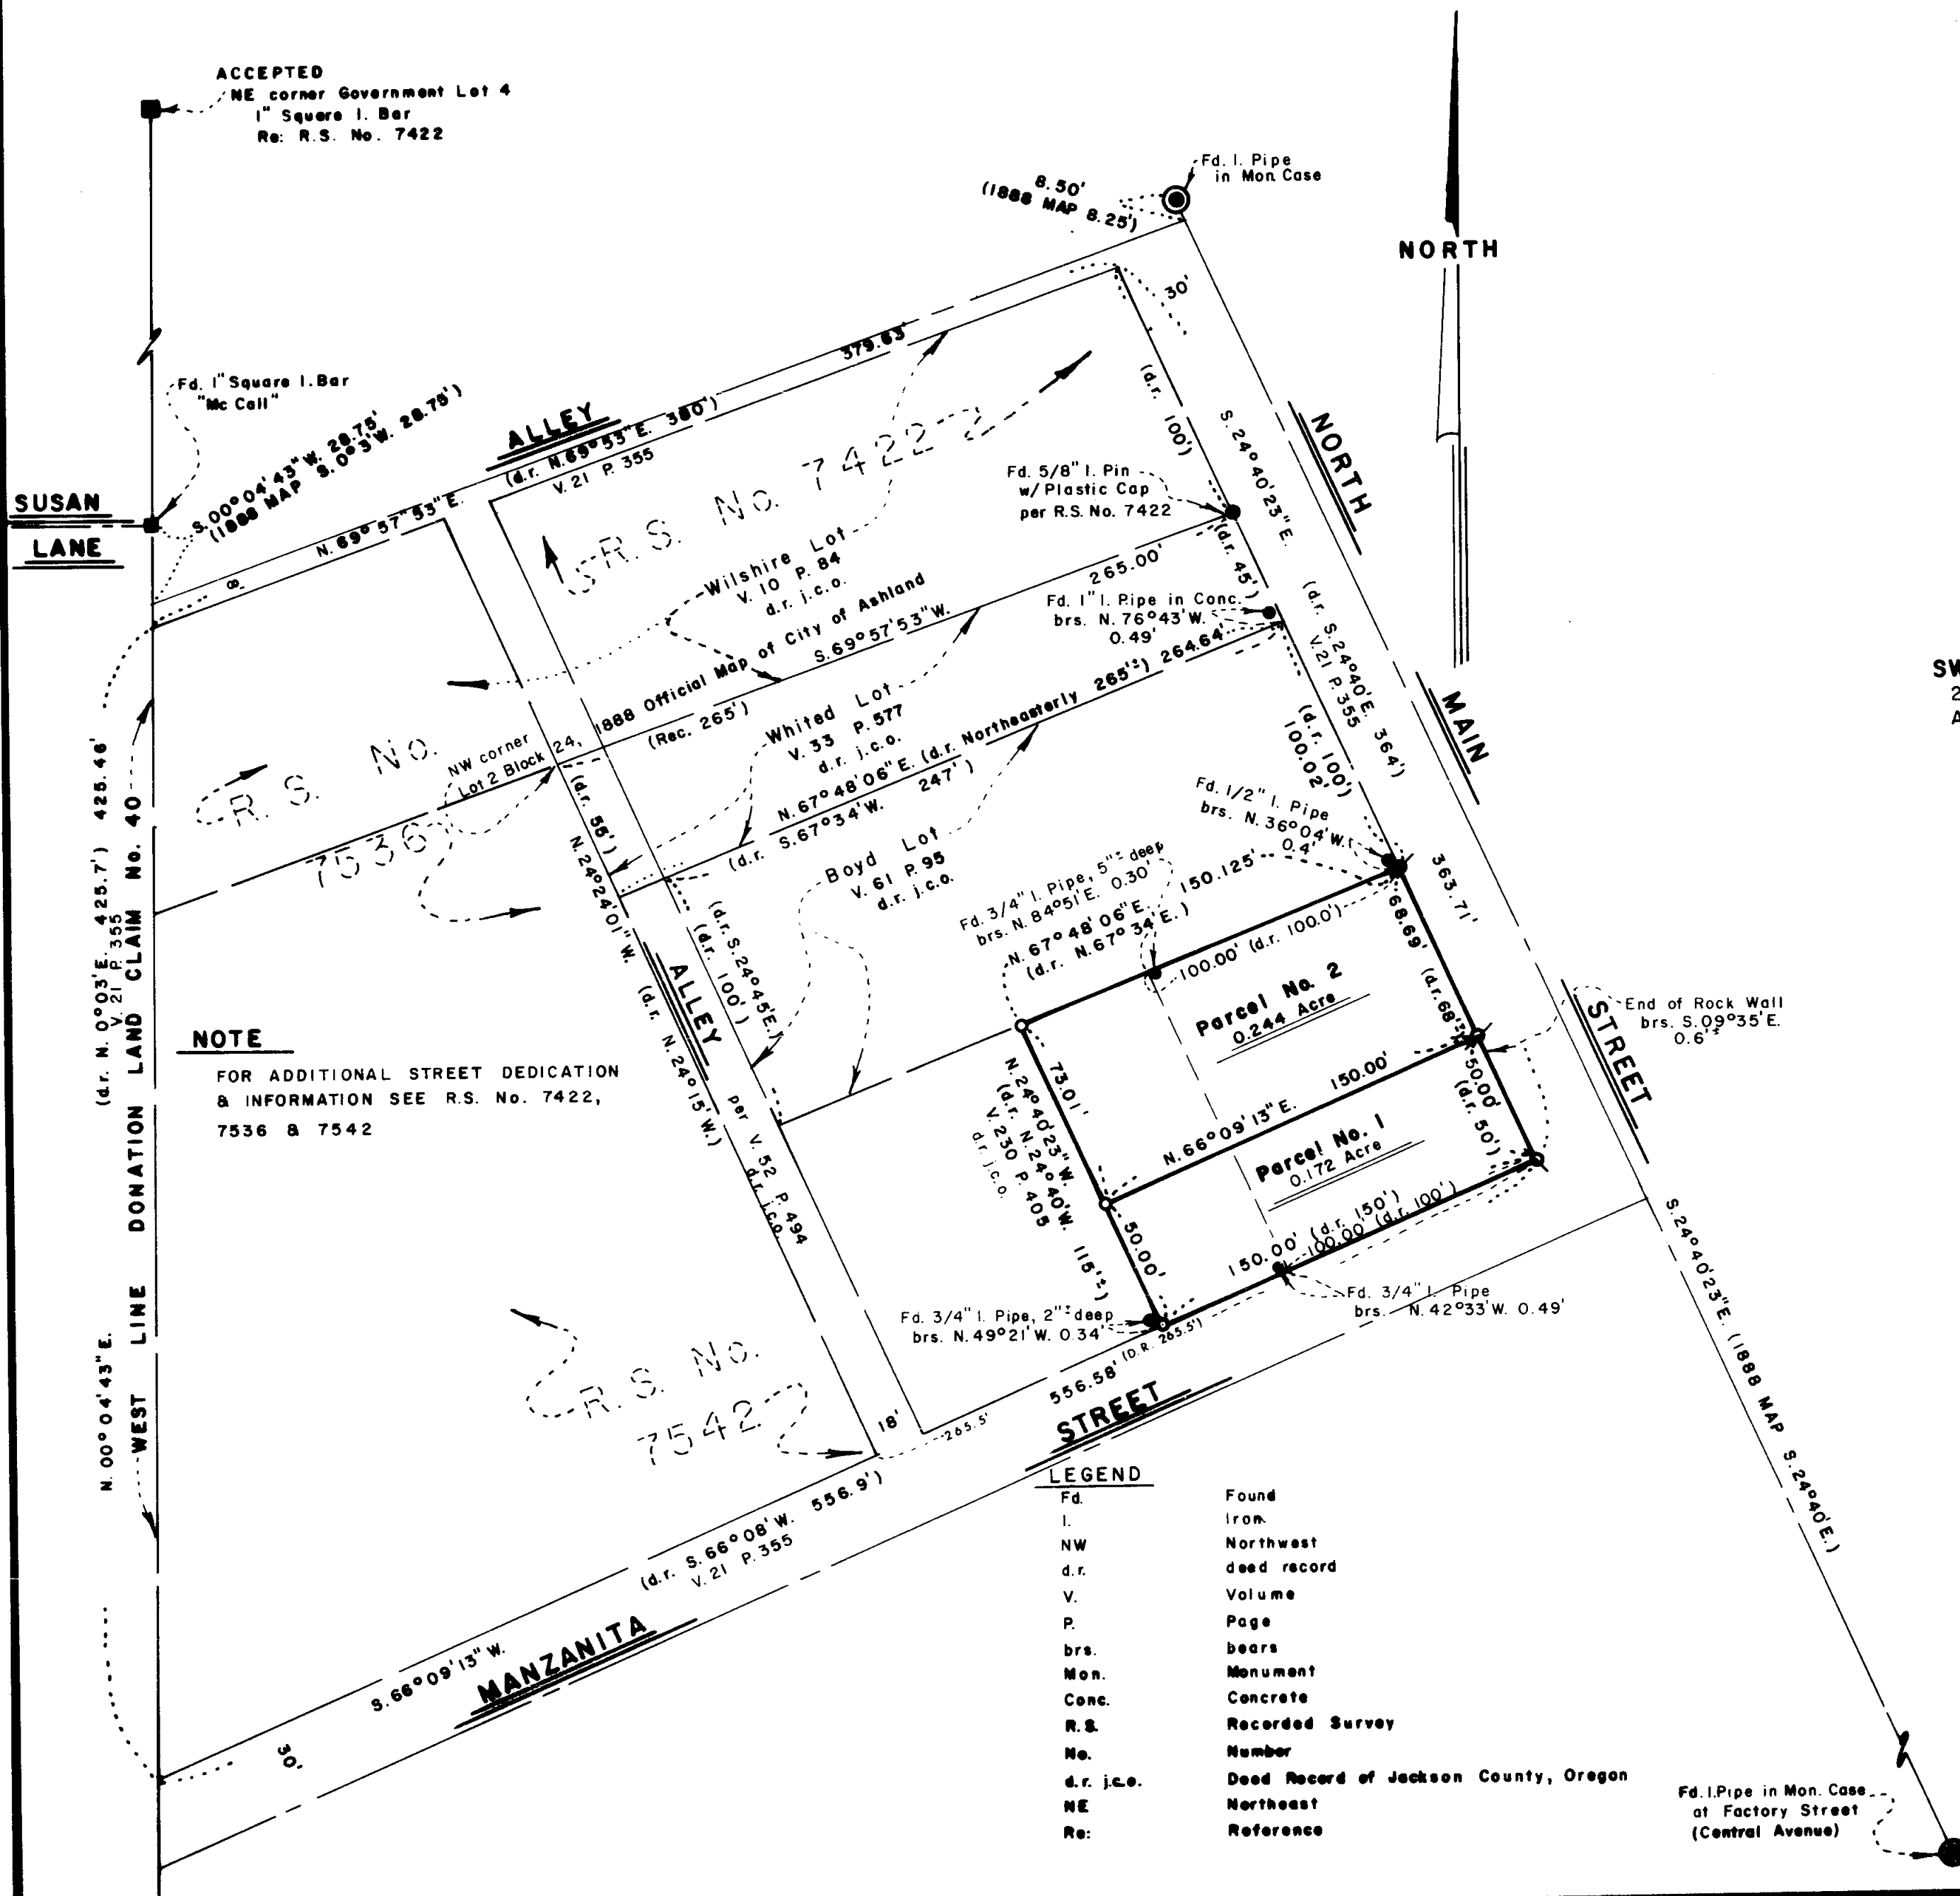 ACCEPTED
NE corner Government Lot 4
1" Square I. Bar
Re: R.S. No. 7422
Fd. I. Pipe
in Mon. Case
8.50'
(1888 MAP 8.25')
NORTH
30'
379.63'
Fd. 1" Square I. Bar
"Mc Call"
S.00°04'43"W. 28.75'
(1888 MAP S.0°3'W. 28.75')
ALLEY
(d.r. N.69°53"E. 380')
V. 21 P. 355
N. 69°57'53"E.
SUSAN
LANE
8'
R.S. No. 7422
(d.r. 100')
S. 24°40'23"E.
NORTH
Fd. 5/8" I. Pin
w/ Plastic Cap
per R.S. No. 7422
(d.r. 45')
Wilshire Lot
V. 10 P. 84
d.r. j.c.o.
265.00'
S.69°57'53"W.
1888 Official Map of City of Ashland
(Rec. 265')
NW corner
Lot 2 Block 24,
Fd. 1" I. Pipe in Conc.
brs. N. 76°43'W.
0.49'
(d.r. S.24°40'E. 364')
V. 21 P. 355
MAIN
Whited Lot
V. 33 P. 577
d.r. j.c.o.
N. 67°48'06"E. (d.r. Northeasterly 265'±) 264.64'
(d.r. S.67°34'W. 247')
(d.r. 55')
(d.r. 100')
100.02'
R. S. No.
7536
Boyd Lot
V. 61 P. 95
d.r. j.c.o.
Fd. 1/2" I. Pipe
brs. N. 36°04'W.
0.4'
Fd. 3/4" I. Pipe, 5"± deep
brs. N. 84°51'E. 0.30'
150.125'
N. 67°48'06"E.
(d.r. N.67°34'E.)
100.00' (d.r. 100.0')
363.71'
68.69'
(d.r. 68'±)
Parcel No. 2
0.244 Acre
End of Rock Wall
brs. S.09°35'E.
0.6'±
STREET
(d.r. N. 0°03'E. 425.7') 425.46'
V. 21 P. 355
N. 00°04'43"E.
WEST LINE DONATION LAND CLAIM No. 40
N. 24°24'01"W.
(d.r. N. 24°15'W.)
ALLEY
per V. 52 P. 494
d.r. j.c.o.
(d.r. S.24°45'E.)
(d.r. 100')
NOTE
FOR ADDITIONAL STREET DEDICATION
& INFORMATION SEE R.S. No. 7422,
7536 & 7542
73.01'
N. 24°40'23"W.
(d.r. N.24°40'W. 115'±)
V. 230 P. 405
d.r. j.c.o.
150.00'
N. 66°09'13"E.
50.00'
(d.r. 50')
Parcel No. 1
0.172 Acre
50.00'
150.00' (d.r. 150')
100.00' (d.r. 100')
Fd. 3/4" I. Pipe
brs. N.42°33'W. 0.49'
Fd. 3/4" I. Pipe, 2"± deep
brs. N. 49°21'W. 0.34'
(D.R. 265.5')
R.S. No.
7542
18'
265.5'
556.58'
STREET
S.24°40'23"E. (1888 MAP S.24°40'E.)
(d.r. S.66°08'W. 556.9')
V. 21 P. 355
S.66°09'13"W.
MANZANITA
30'
LEGEND
Fd. Found
I. Iron
NW Northwest
d.r. deed record
V. Volume
P. Page
brs. bears
Mon. Monument
Conc. Concrete
R.S. Recorded Survey
No. Number
d.r. j.c.o. Deed Record of Jackson County, Oregon
NE Northeast
Re: Reference
Fd. I. Pipe in Mon. Case
at Factory Street
(Central Avenue)
SW
2
A